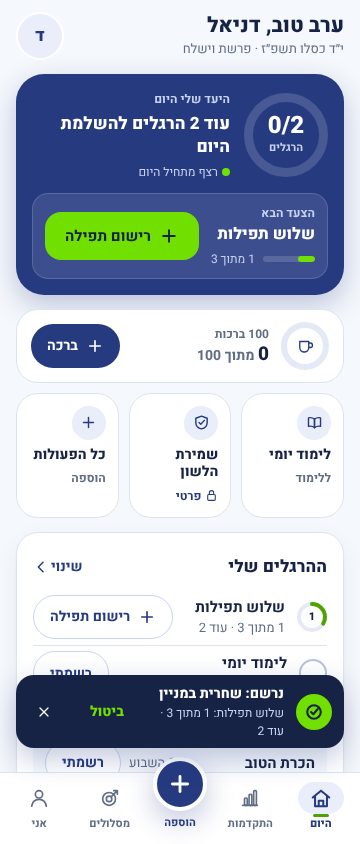 ערב טוב, דניאל
י״ד כסלו תשפ״ז · פרשת וישלח
ד
היעד שלי היום
עוד 2 הרגלים להשלמת
היום
רצף מתחיל היום
0/2
הרגלים
הצעד הבא
שלוש תפילות
1 מתוך 3
רישום תפילה
100 ברכות
0 מתוך 100
ברכה
לימוד יומי
ללימוד
שמירת
הלשון
פרטי
כל הפעולות
הוספה
ההרגלים שלי
שינוי
1
שלוש תפילות
1 מתוך 3 · עוד 2
רישום תפילה
לימוד יומי
רשמתי
נרשם: שחרית במניין
שלוש תפילות: 1 מתוך 3 ·
עוד 2
ביטול
הכרת הטוב
השבוע
רשמתי
היום
התקדמות
הוספה
מסלולים
אני